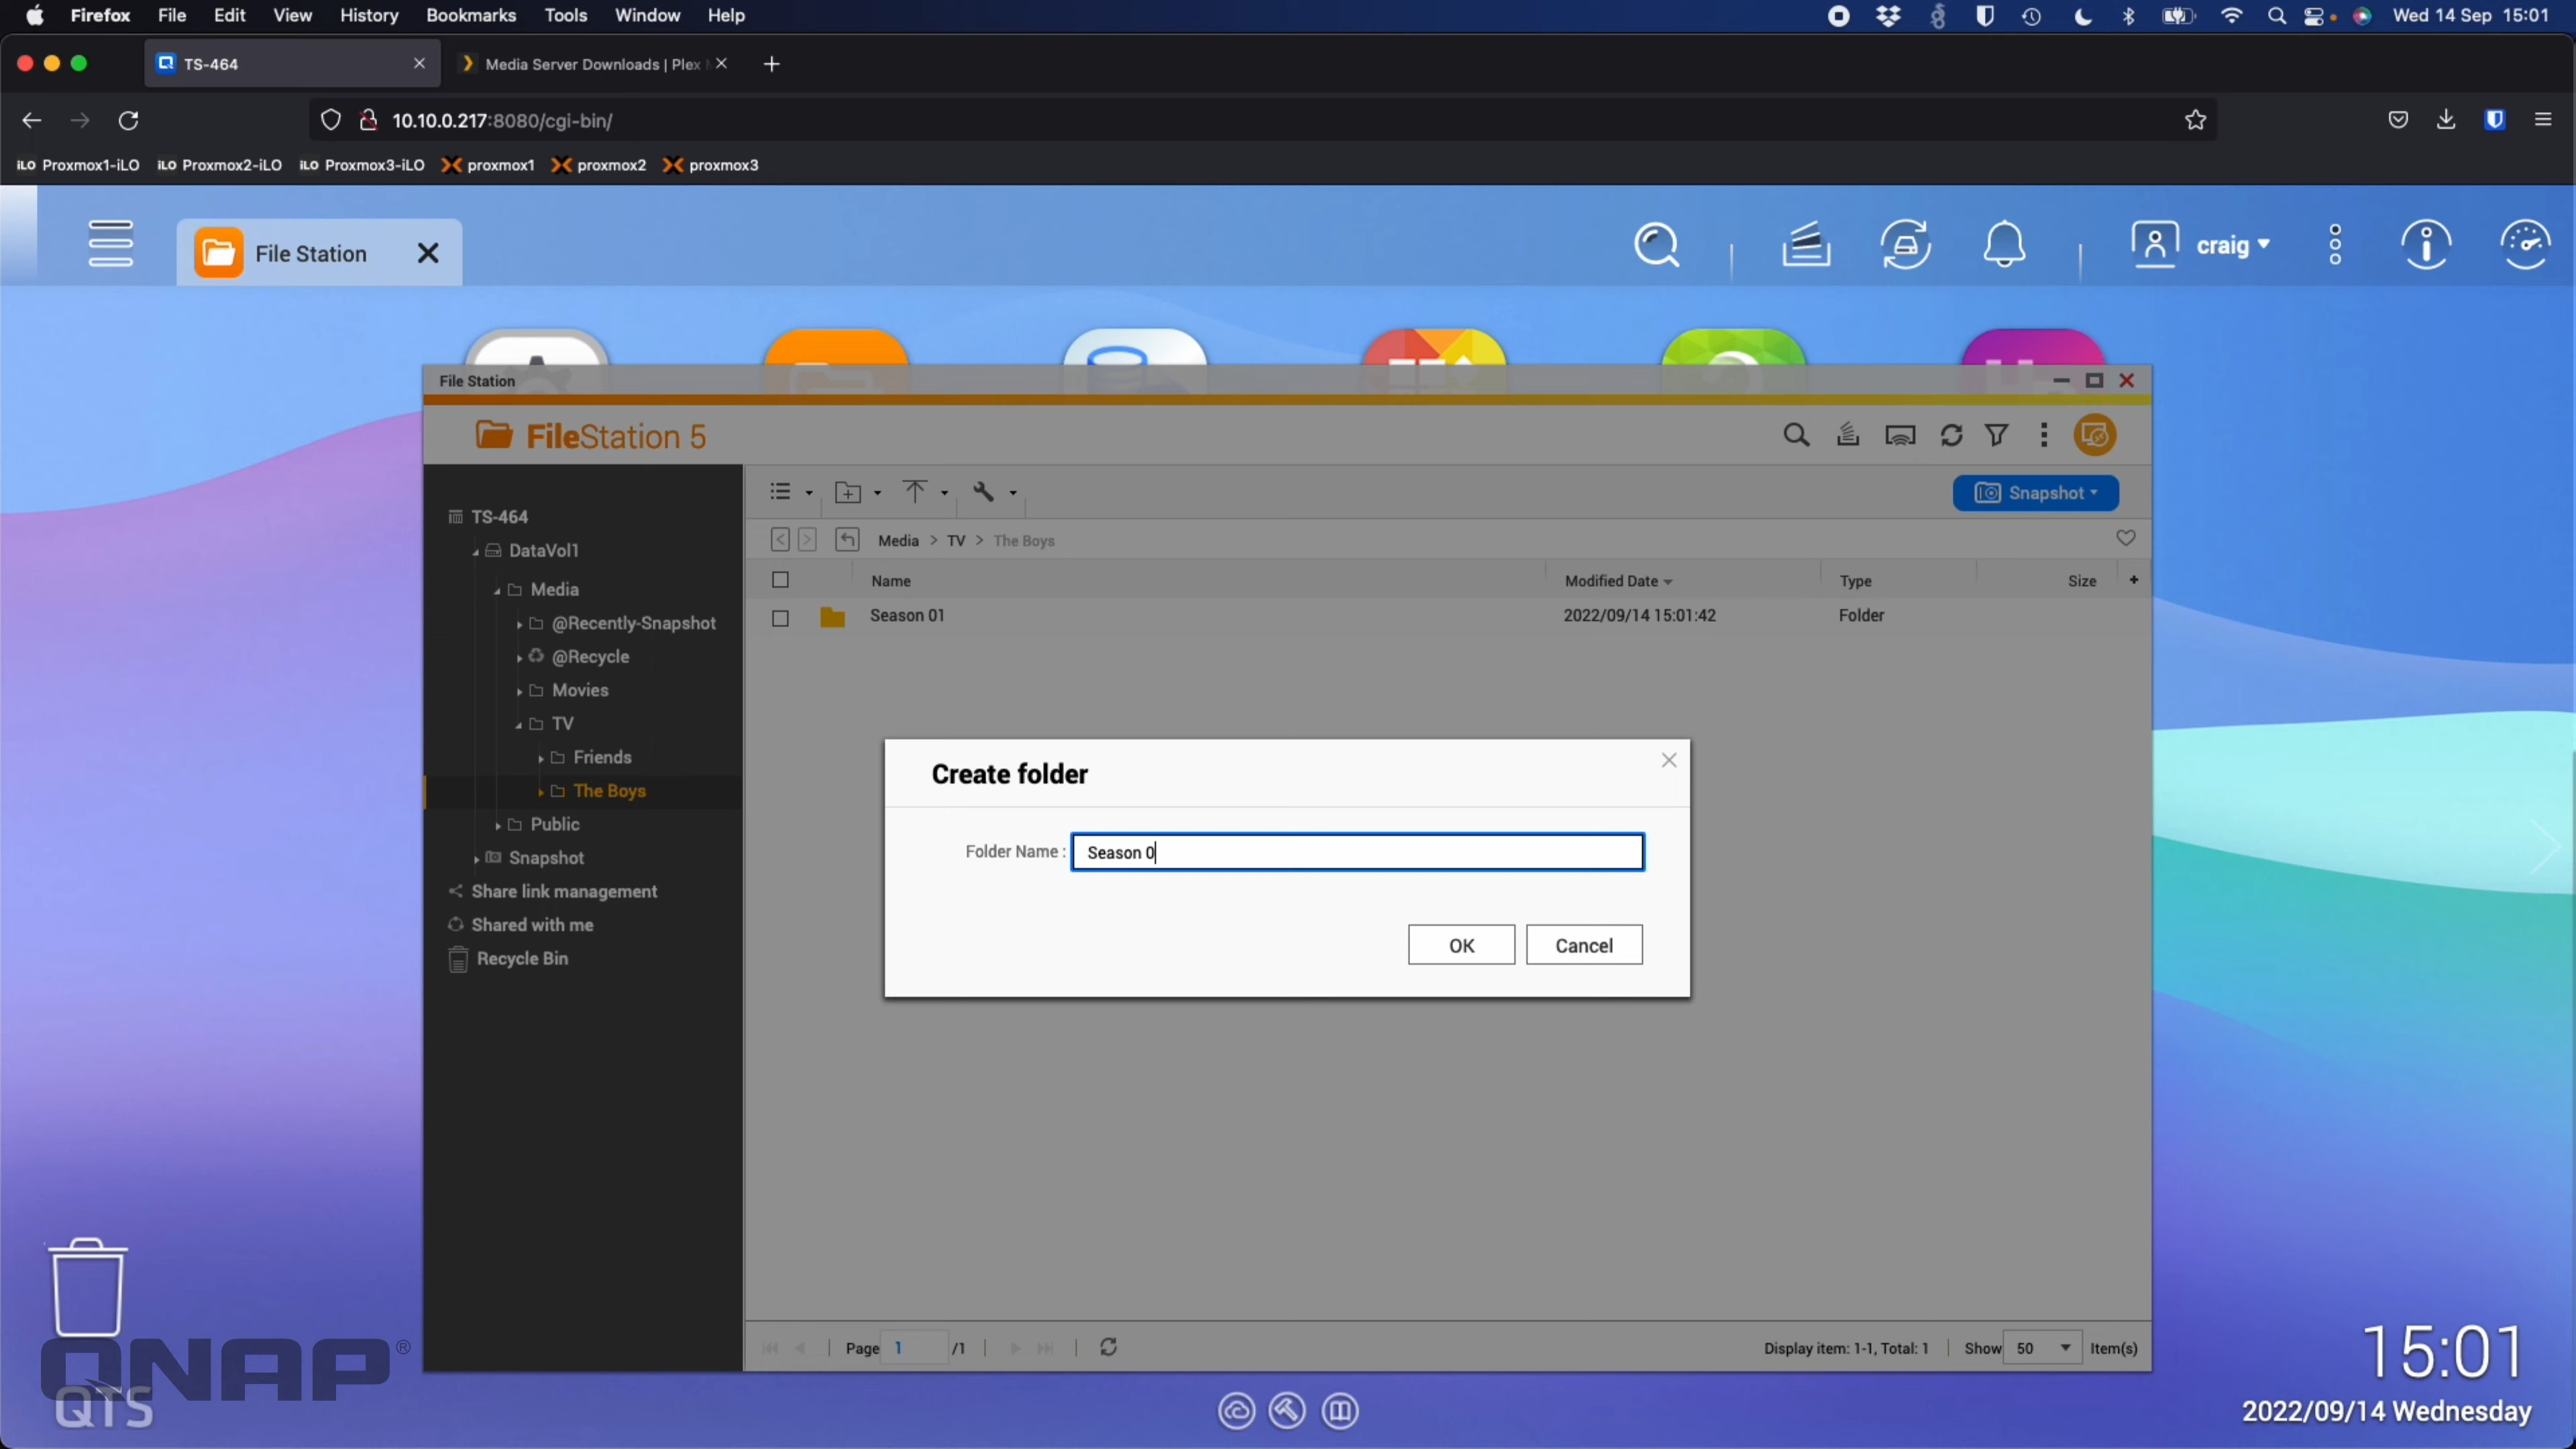 Firefox File Edit View History Bookmarks Tools Window Help Wed 14 Sep 15:01
TS-464 Media Server Downloads | Plex
10.10.0.217:8080/cgi-bin/
iLO Proxmox1-iLO iLO Proxmox2-iLO iLO Proxmox3-iLO proxmox1 proxmox2 proxmox3
File Station craig
File Station
FileStation 5
Snapshot
TS-464
DataVol1
Media
@Recently-Snapshot
@Recycle
Movies
TV
Friends
The Boys
Public
Snapshot
Share link management
Shared with me
Recycle Bin
Media > TV > The Boys
Name Modified Date Type Size
Season 01 2022/09/14 15:01:42 Folder
Create folder
Folder Name : Season 0
OK Cancel
Page 1 /1 Display item: 1-1, Total: 1 Show 50 Item(s)
QNAP®
QTS
15:01
2022/09/14 Wednesday